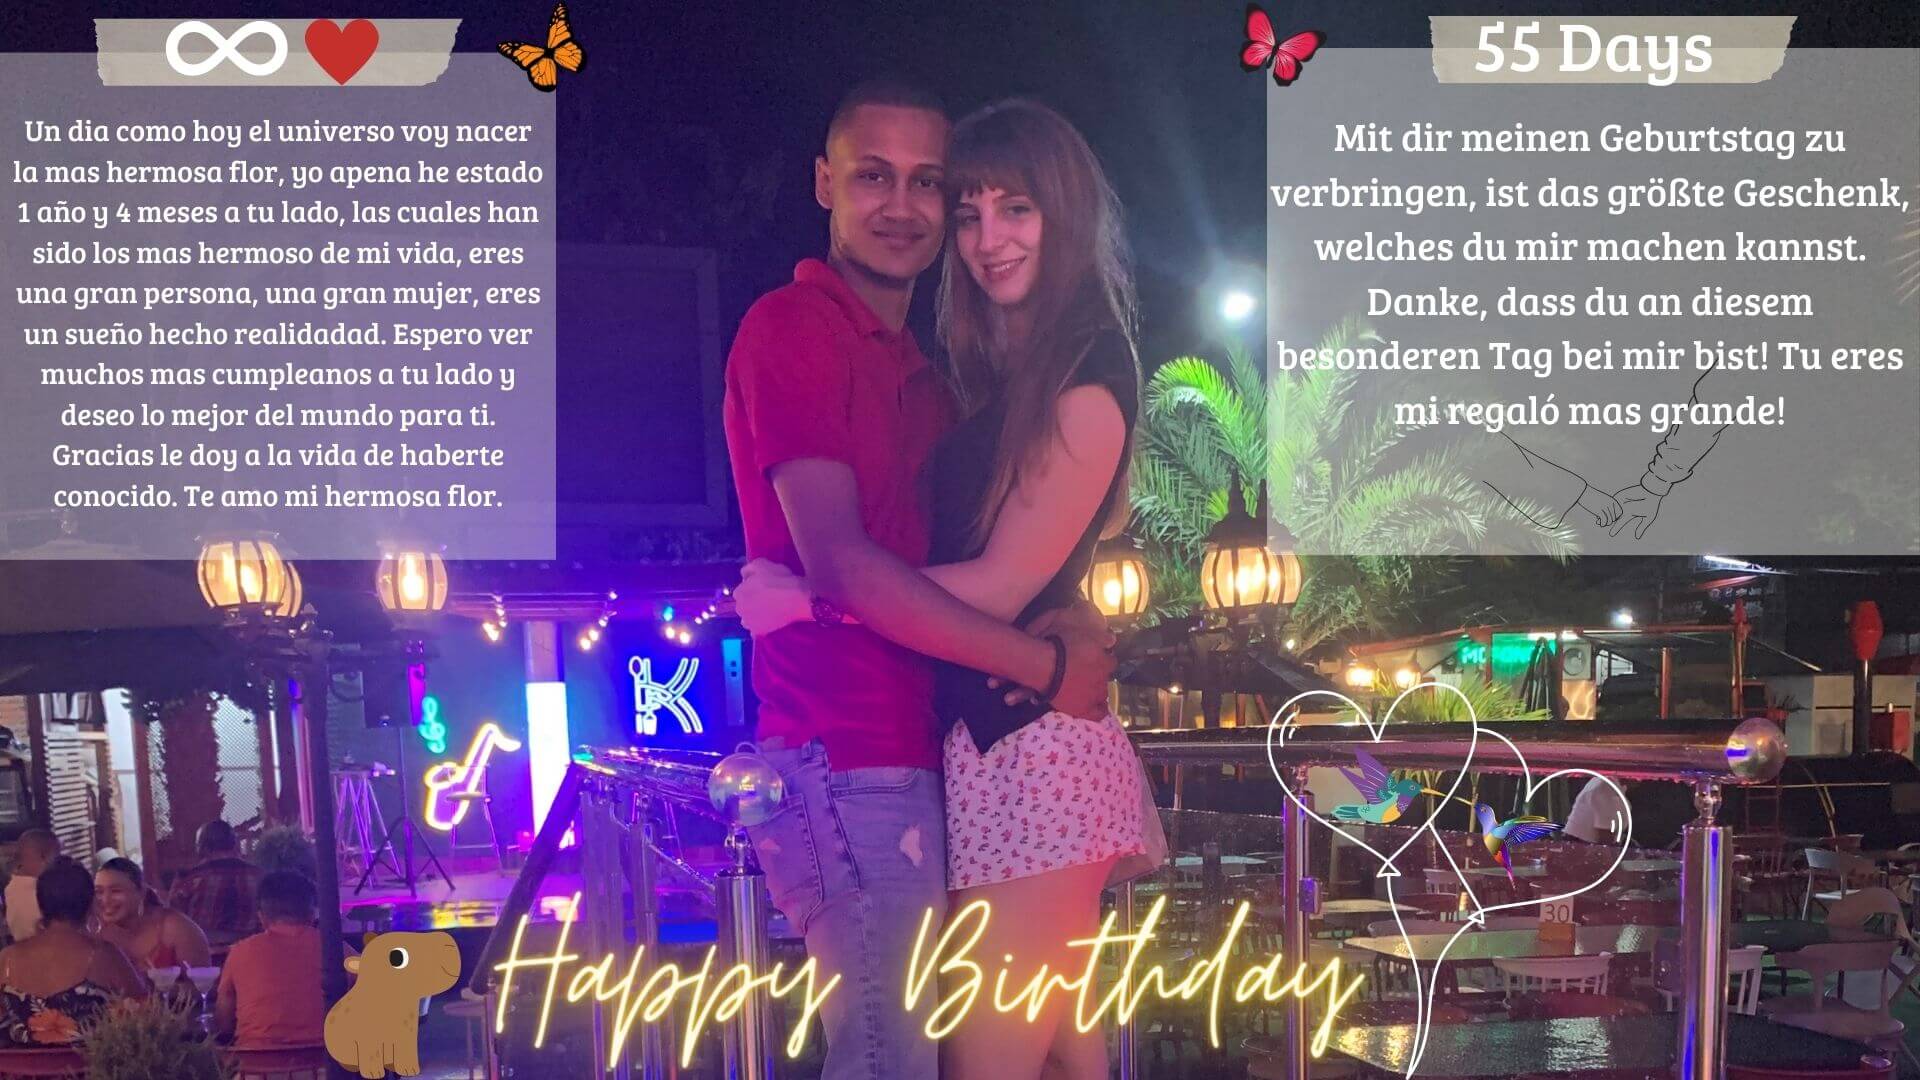 Un dia como hoy el universo voy nacer
la mas hermosa flor, yo apena he estado
1 año y 4 meses a tu lado, las cuales han
sido los mas hermoso de mi vida, eres
una gran persona, una gran mujer, eres
un sueño hecho realidadad. Espero ver
muchos mas cumpleanos a tu lado y
deseo lo mejor del mundo para ti.
Gracias le doy a la vida de haberte
conocido. Te amo mi hermosa flor.
55 Days
Mit dir meinen Geburtstag zu
verbringen, ist das größte Geschenk,
welches du mir machen kannst.
Danke, dass du an diesem
besonderen Tag bei mir bist! Tu eres
mi regaló mas grande!
K
30
Happy Birthday